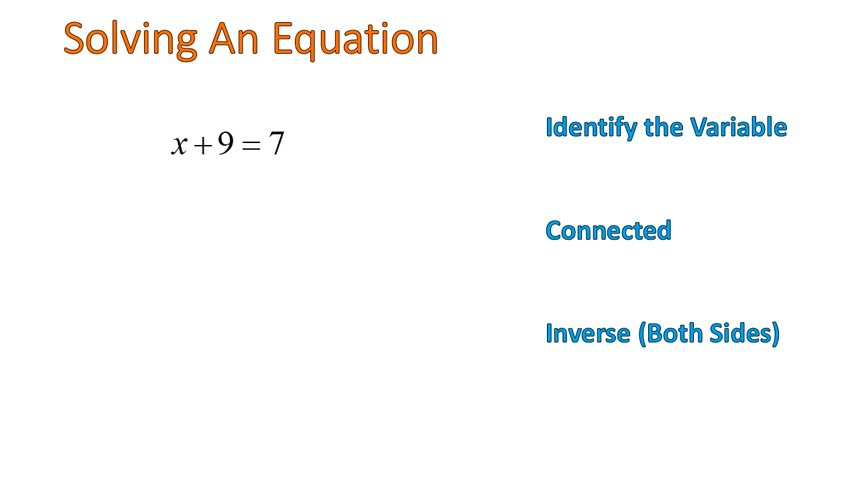 Solving An Equation
x + 9 = 7
Identify the Variable
Connected
Inverse (Both Sides)